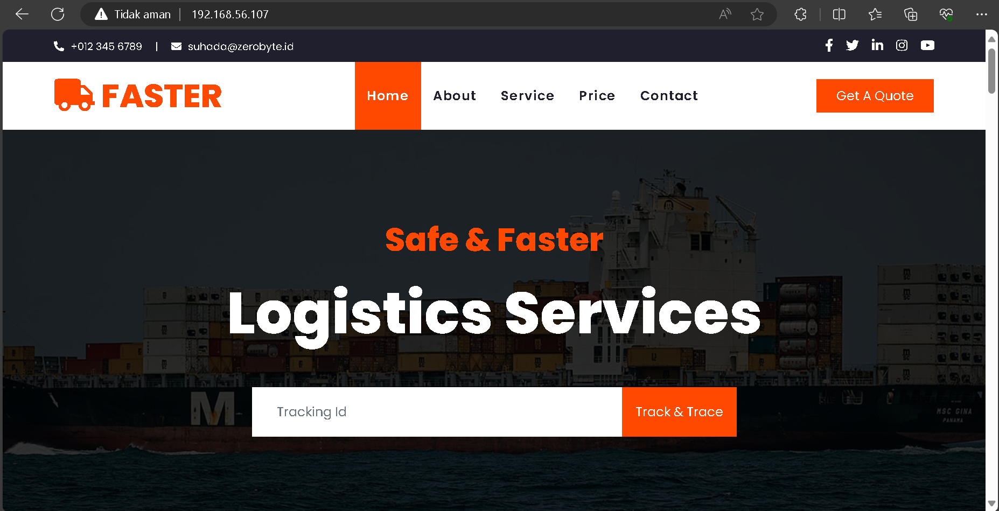 Tidak aman | 192.168.56.107
+012 345 6789 | suhada@zerobyte.id
FASTER
Home About Service Price Contact
Get A Quote
Safe & Faster
Logistics Services
Tracking Id
Track & Trace
M
MSC GINA
PANAMA